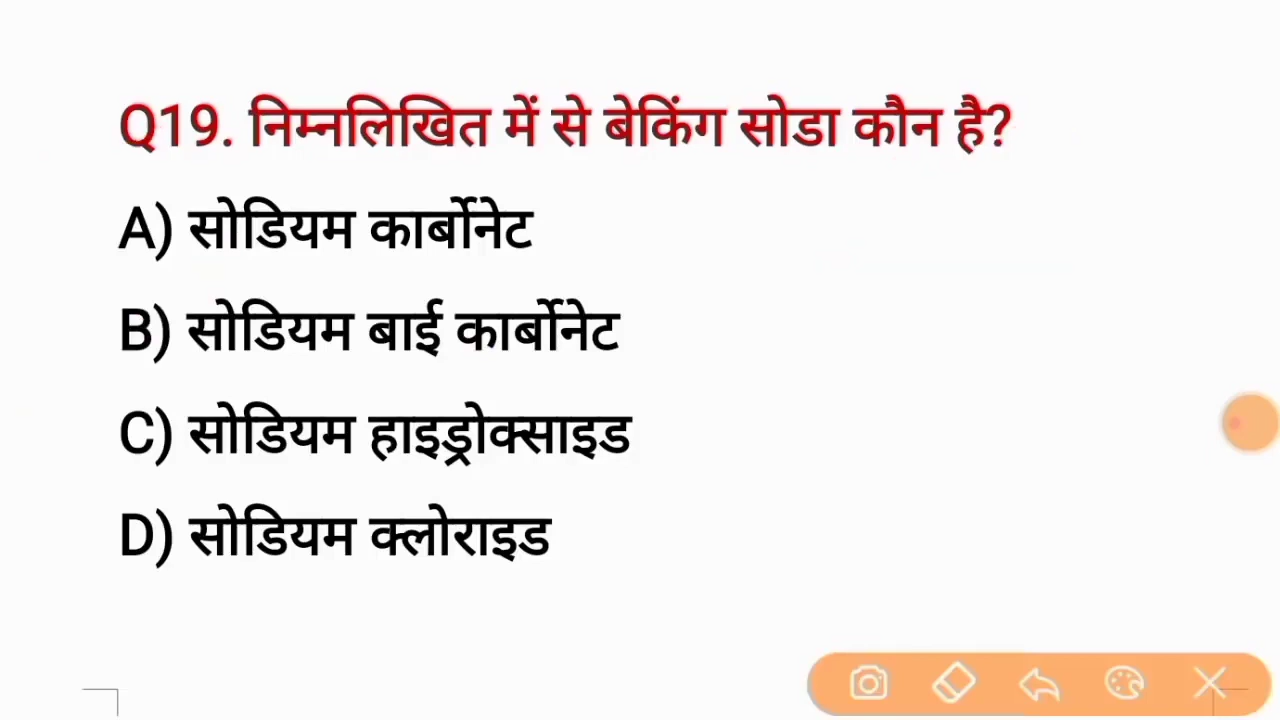 Q19. निम्नलिखित में से बेकिंग सोडा कौन है?
A) सोडियम कार्बोनेट
B) सोडियम बाई कार्बोनेट
C) सोडियम हाइड्रोक्साइड
D) सोडियम क्लोराइड